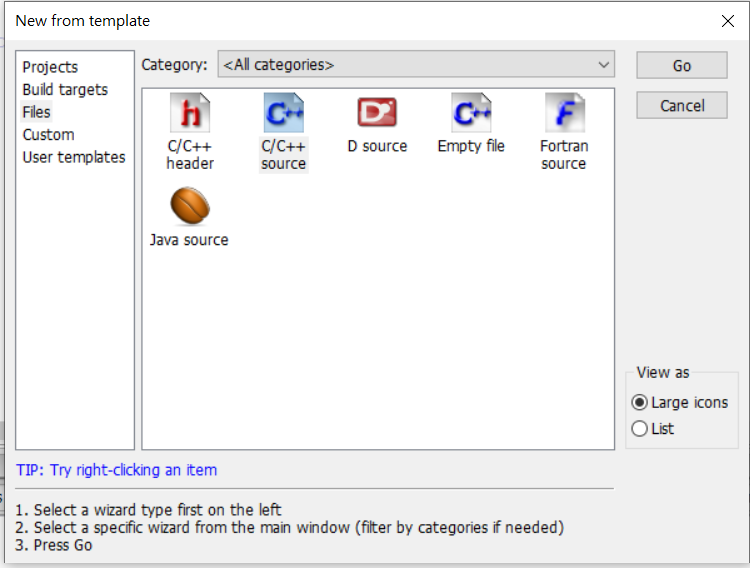 New from template
Projects
Build targets
Files
Custom
User templates
Category:
<All categories>
Go
Cancel
h
C/C++
header
C++
C/C++
source
D
D source
C++
Empty file
F
Fortran
source
Java source
View as
Large icons
List
TIP: Try right-clicking an item
1. Select a wizard type first on the left
2. Select a specific wizard from the main window (filter by categories if needed)
3. Press Go